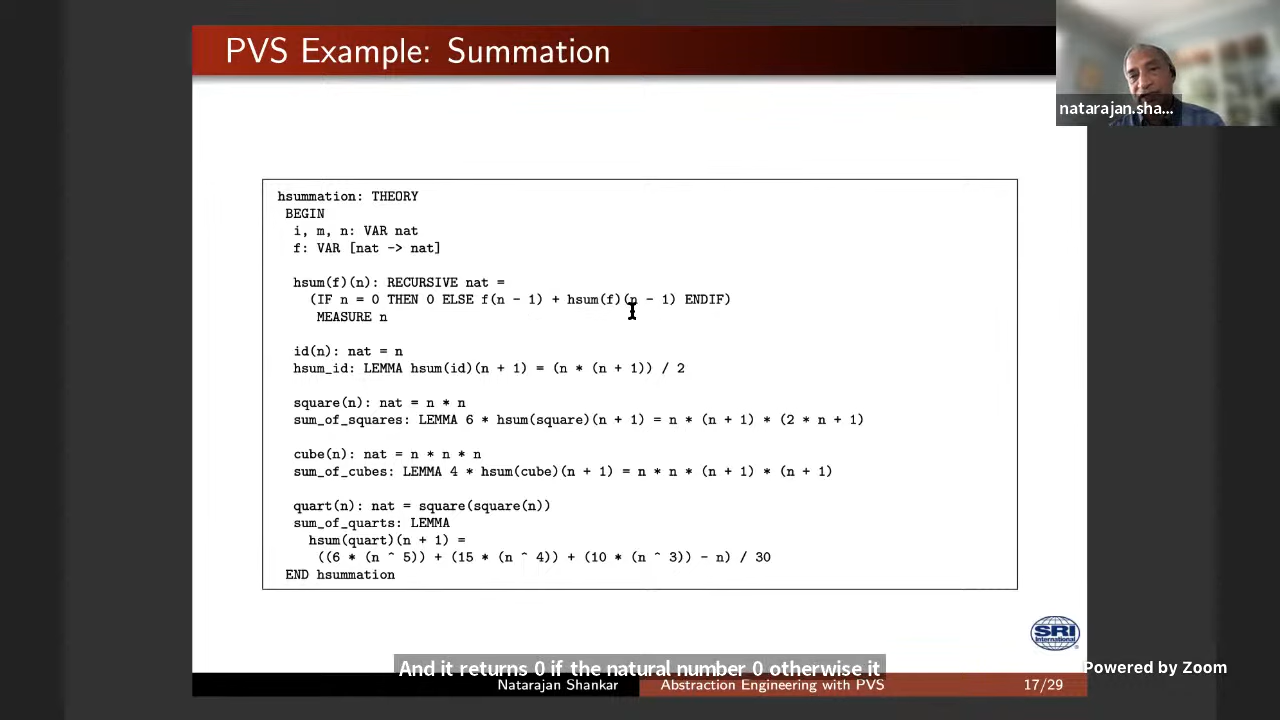 PVS Example: Summation
natarajan.sha...
hsummation: THEORY
BEGIN
i, m, n: VAR nat
f: VAR [nat -> nat]
hsum(f)(n): RECURSIVE nat =
(IF n = 0 THEN 0 ELSE f(n - 1) + hsum(f)(n - 1) ENDIF)
MEASURE n
id(n): nat = n
hsum_id: LEMMA hsum(id)(n + 1) = (n * (n + 1)) / 2
square(n): nat = n * n
sum_of_squares: LEMMA 6 * hsum(square)(n + 1) = n * (n + 1) * (2 * n + 1)
cube(n): nat = n * n * n
sum_of_cubes: LEMMA 4 * hsum(cube)(n + 1) = n * n * (n + 1) * (n + 1)
quart(n): nat = square(square(n))
sum_of_quarts: LEMMA
hsum(quart)(n + 1) =
((6 * (n ^ 5)) + (15 * (n ^ 4)) + (10 * (n ^ 3)) - n) / 30
END hsummation
SRI
International
And it returns 0 if the natural number 0 otherwise it
Powered by Zoom
Natarajan Shankar
Abstraction Engineering with PVS
17/29